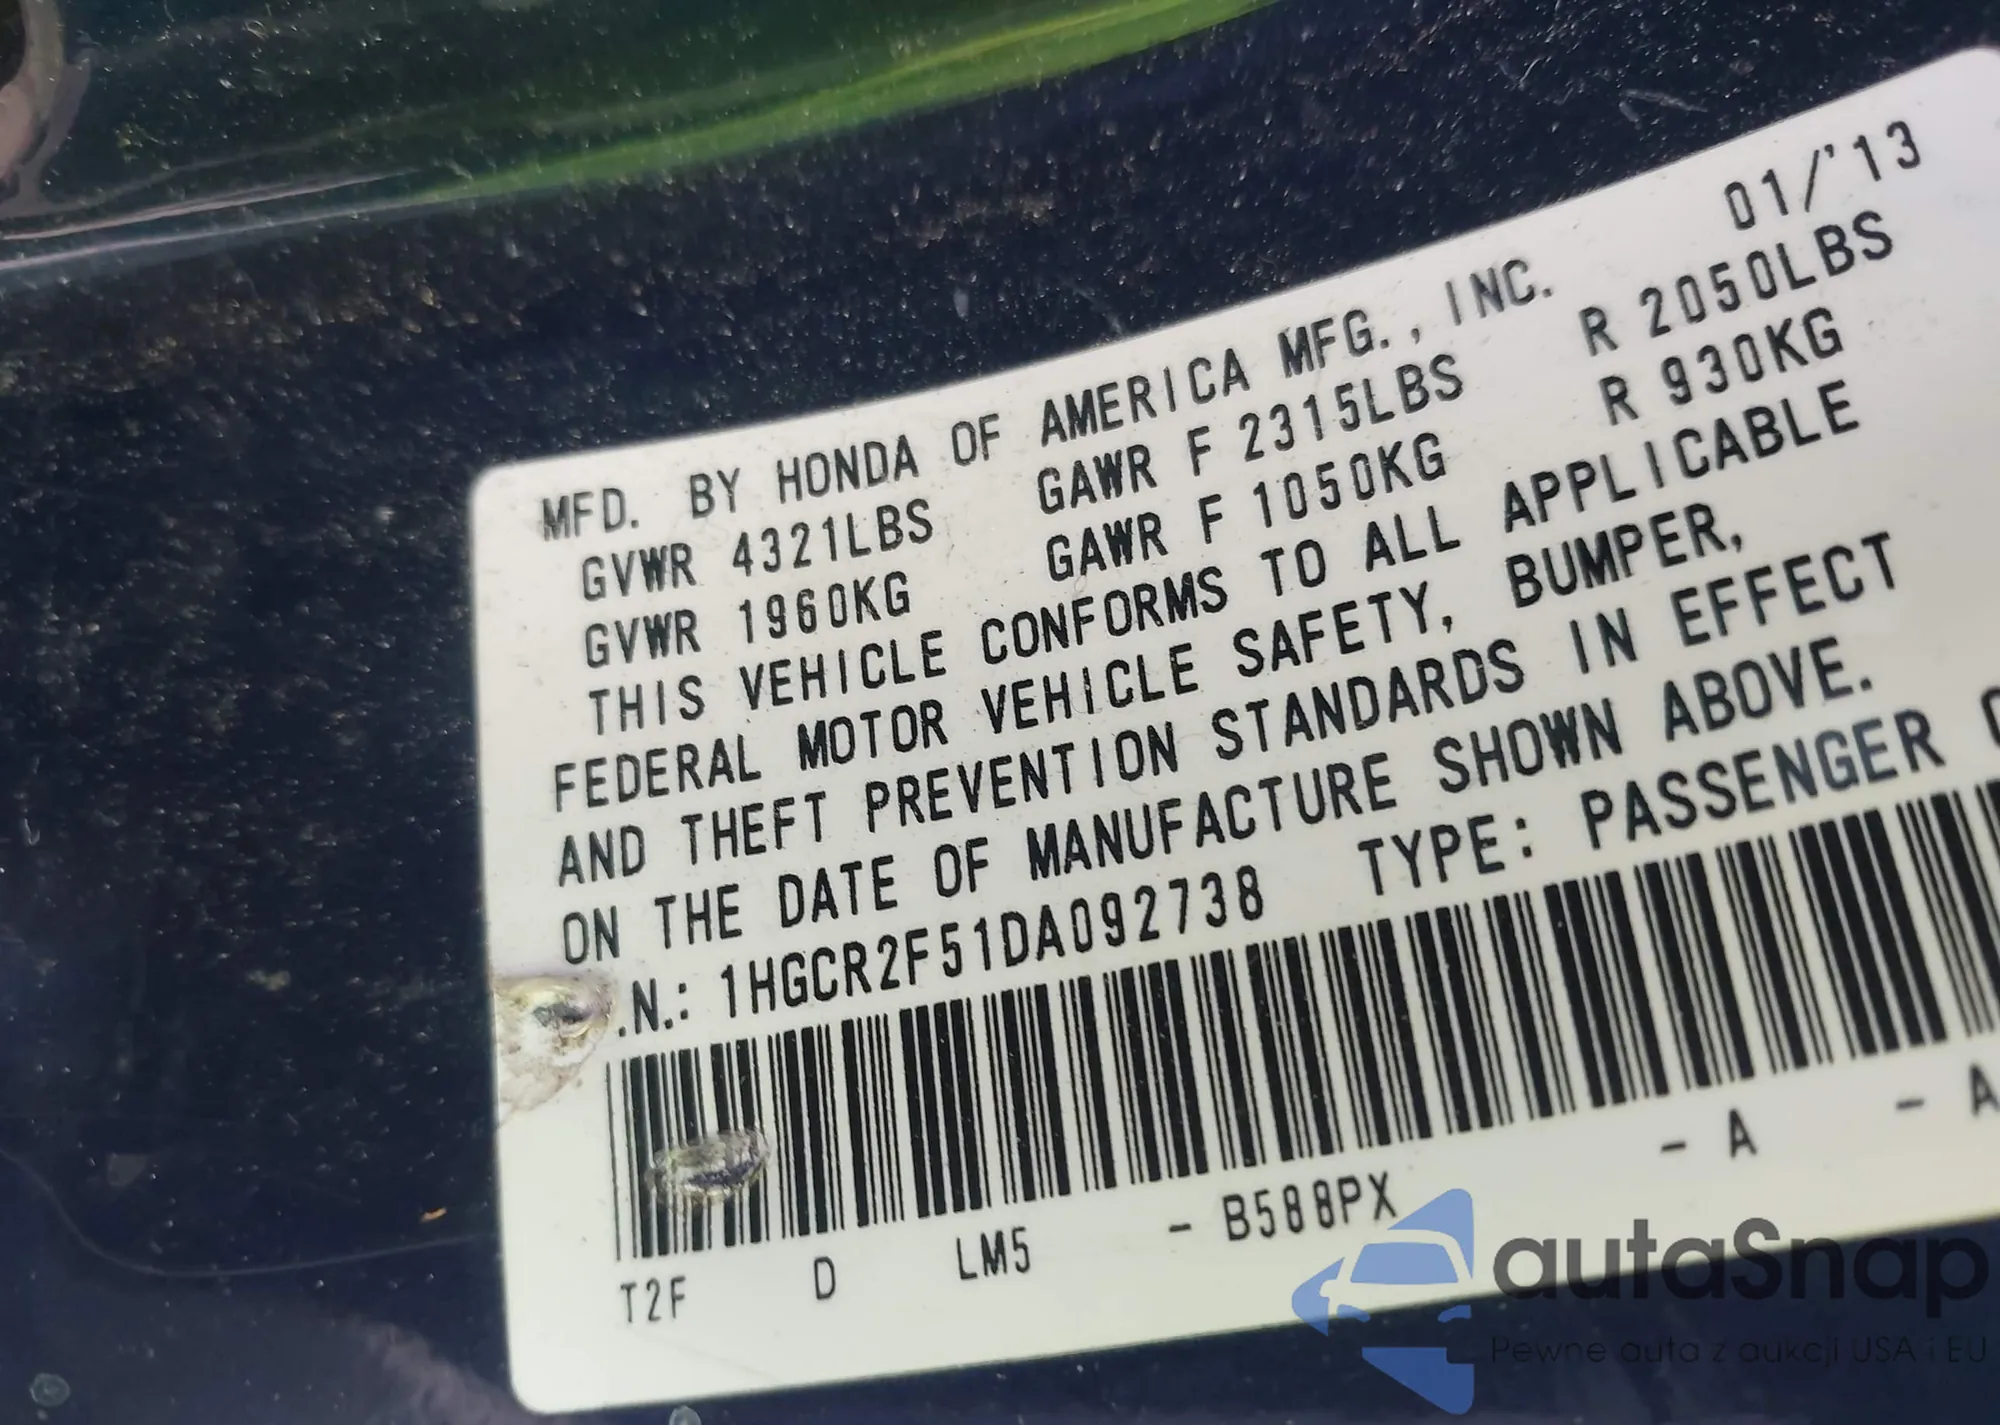 MFD. BY HONDA OF AMERICA MFG., INC. 01/'13
GVWR 4321LBS GAWR F 2315LBS R 2050LBS
GVWR 1960KG GAWR F 1050KG R 930KG
THIS VEHICLE CONFORMS TO ALL APPLICABLE
FEDERAL MOTOR VEHICLE SAFETY, BUMPER,
AND THEFT PREVENTION STANDARDS IN EFFECT
ON THE DATE OF MANUFACTURE SHOWN ABOVE.
.N.: 1HGCR2F51DA092738 TYPE: PASSENGER
T2F D LM5 - B588PX - A - A
autaSnap
Pewne auta z aukcji USA i EU